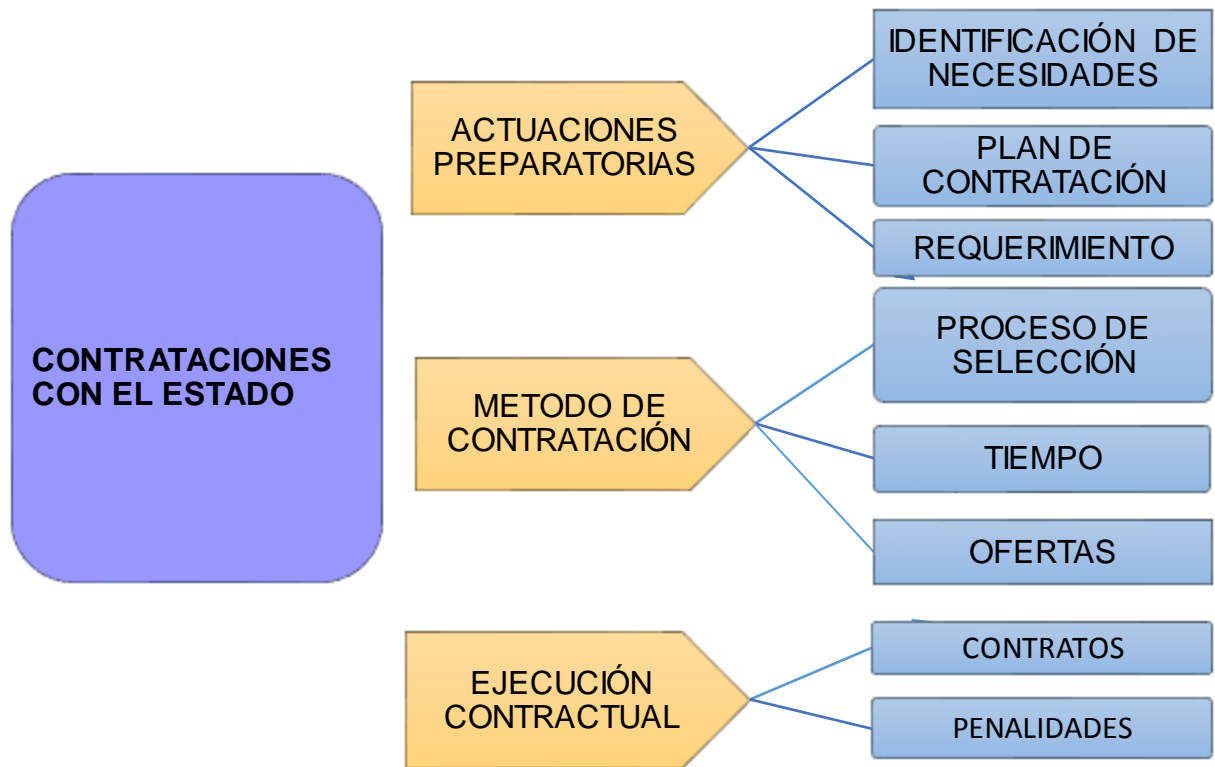 CONTRATACIONES
CON EL ESTADO
ACTUACIONES
PREPARATORIAS
IDENTIFICACIÓN DE
NECESIDADES
PLAN DE
CONTRATACIÓN
REQUERIMIENTO
METODO DE
CONTRATACIÓN
PROCESO DE
SELECCIÓN
TIEMPO
OFERTAS
EJECUCIÓN
CONTRACTUAL
CONTRATOS
PENALIDADES